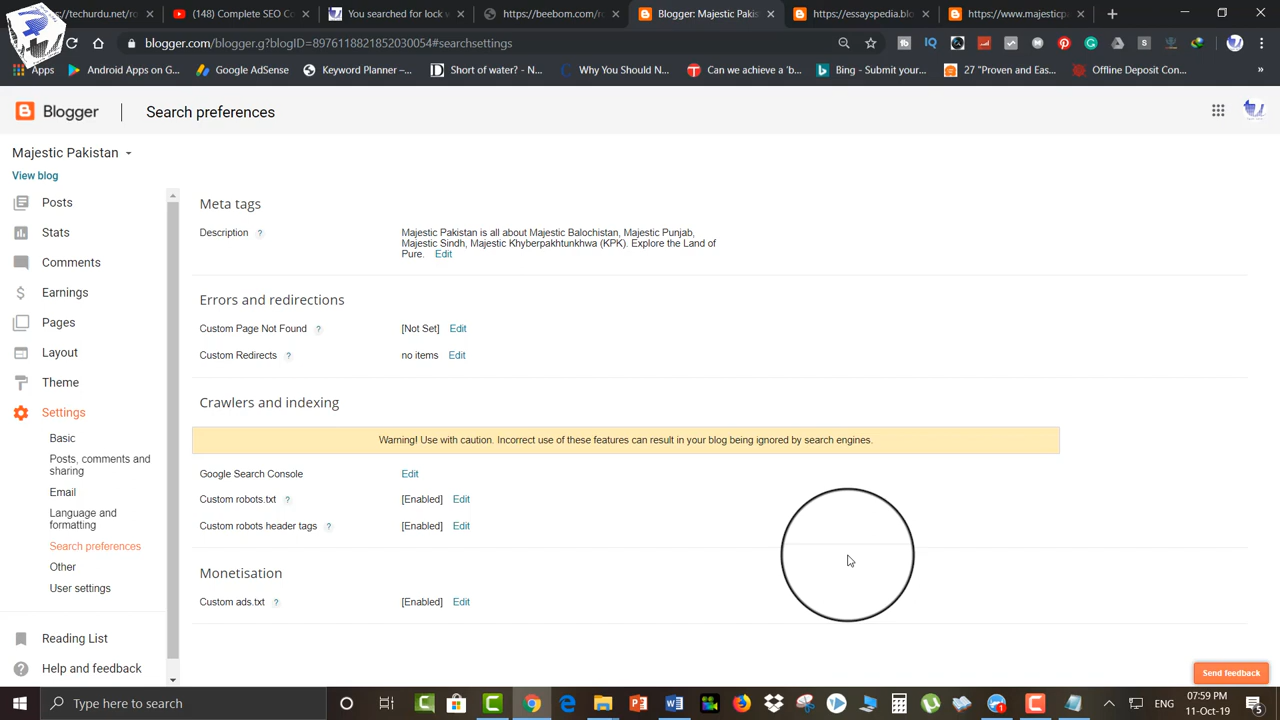 (148) Complete SEO Co
You searched for lock v
https://beebom.com/ro
Blogger: Majestic Pakis
https://essayspedia.blo
https://www.majesticp
blogger.com/blogger.g?blogID=8976118821852030054#searchsettings
Apps
Android Apps on G...
Google AdSense
Keyword Planner –...
Short of water? - N...
Why You Should N...
Can we achieve a 'b...
Bing - Submit your...
27 "Proven and Eas...
Offline Deposit Con...
Blogger
Search preferences
Majestic Pakistan
View blog
Posts
Stats
Comments
Earnings
Pages
Layout
Theme
Settings
Basic
Posts, comments and
sharing
Email
Language and
formatting
Search preferences
Other
User settings
Reading List
Help and feedback
Meta tags
Description ?
Majestic Pakistan is all about Majestic Balochistan, Majestic Punjab,
Majestic Sindh, Majestic Khyberpakhtunkhwa (KPK). Explore the Land of
Pure. Edit
Errors and redirections
Custom Page Not Found ? [Not Set] Edit
Custom Redirects ? no items Edit
Crawlers and indexing
Warning! Use with caution. Incorrect use of these features can result in your blog being ignored by search engines.
Google Search Console Edit
Custom robots.txt ? [Enabled] Edit
Custom robots header tags ? [Enabled] Edit
Monetisation
Custom ads.txt ? [Enabled] Edit
Send feedback
Type here to search
ENG
07:59 PM
11-Oct-19